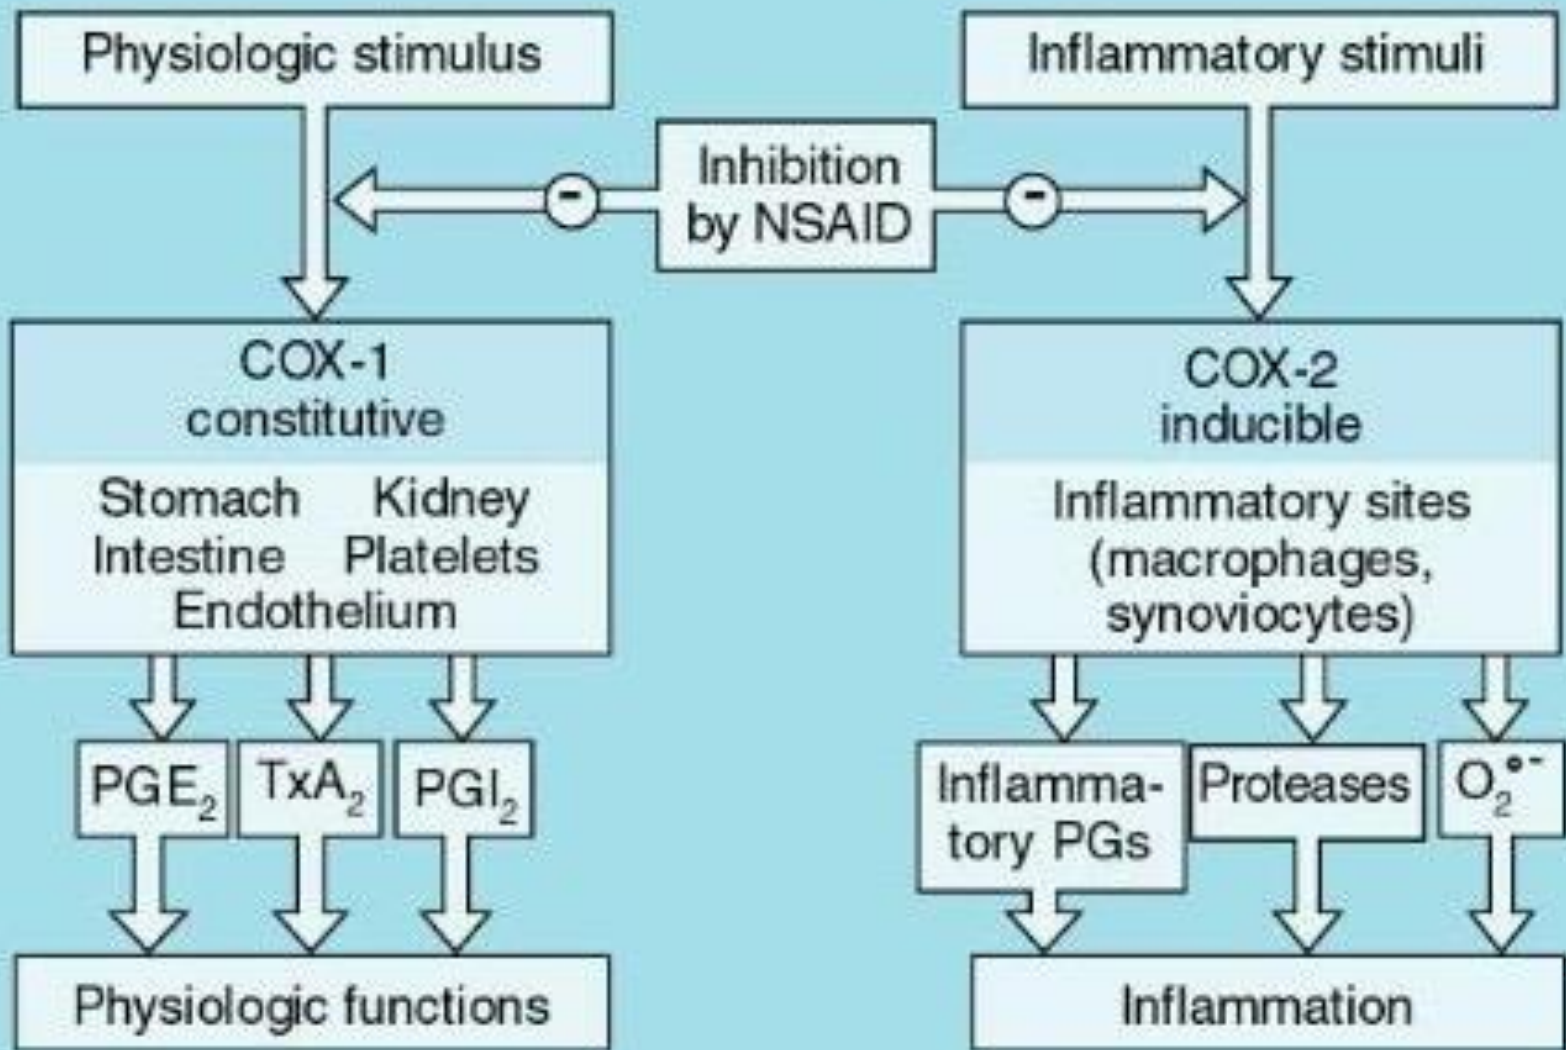 Physiologic stimulus
Inflammatory stimuli
Inhibition
by NSAID
-
-
COX-1
constitutive
Stomach Kidney
Intestine Platelets
Endothelium
COX-2
inducible
Inflammatory sites
(macrophages,
synoviocytes)
PGE₂
TxA₂
PGI₂
Inflamma-
tory PGs
Proteases
O₂•⁻
Physiologic functions
Inflammation